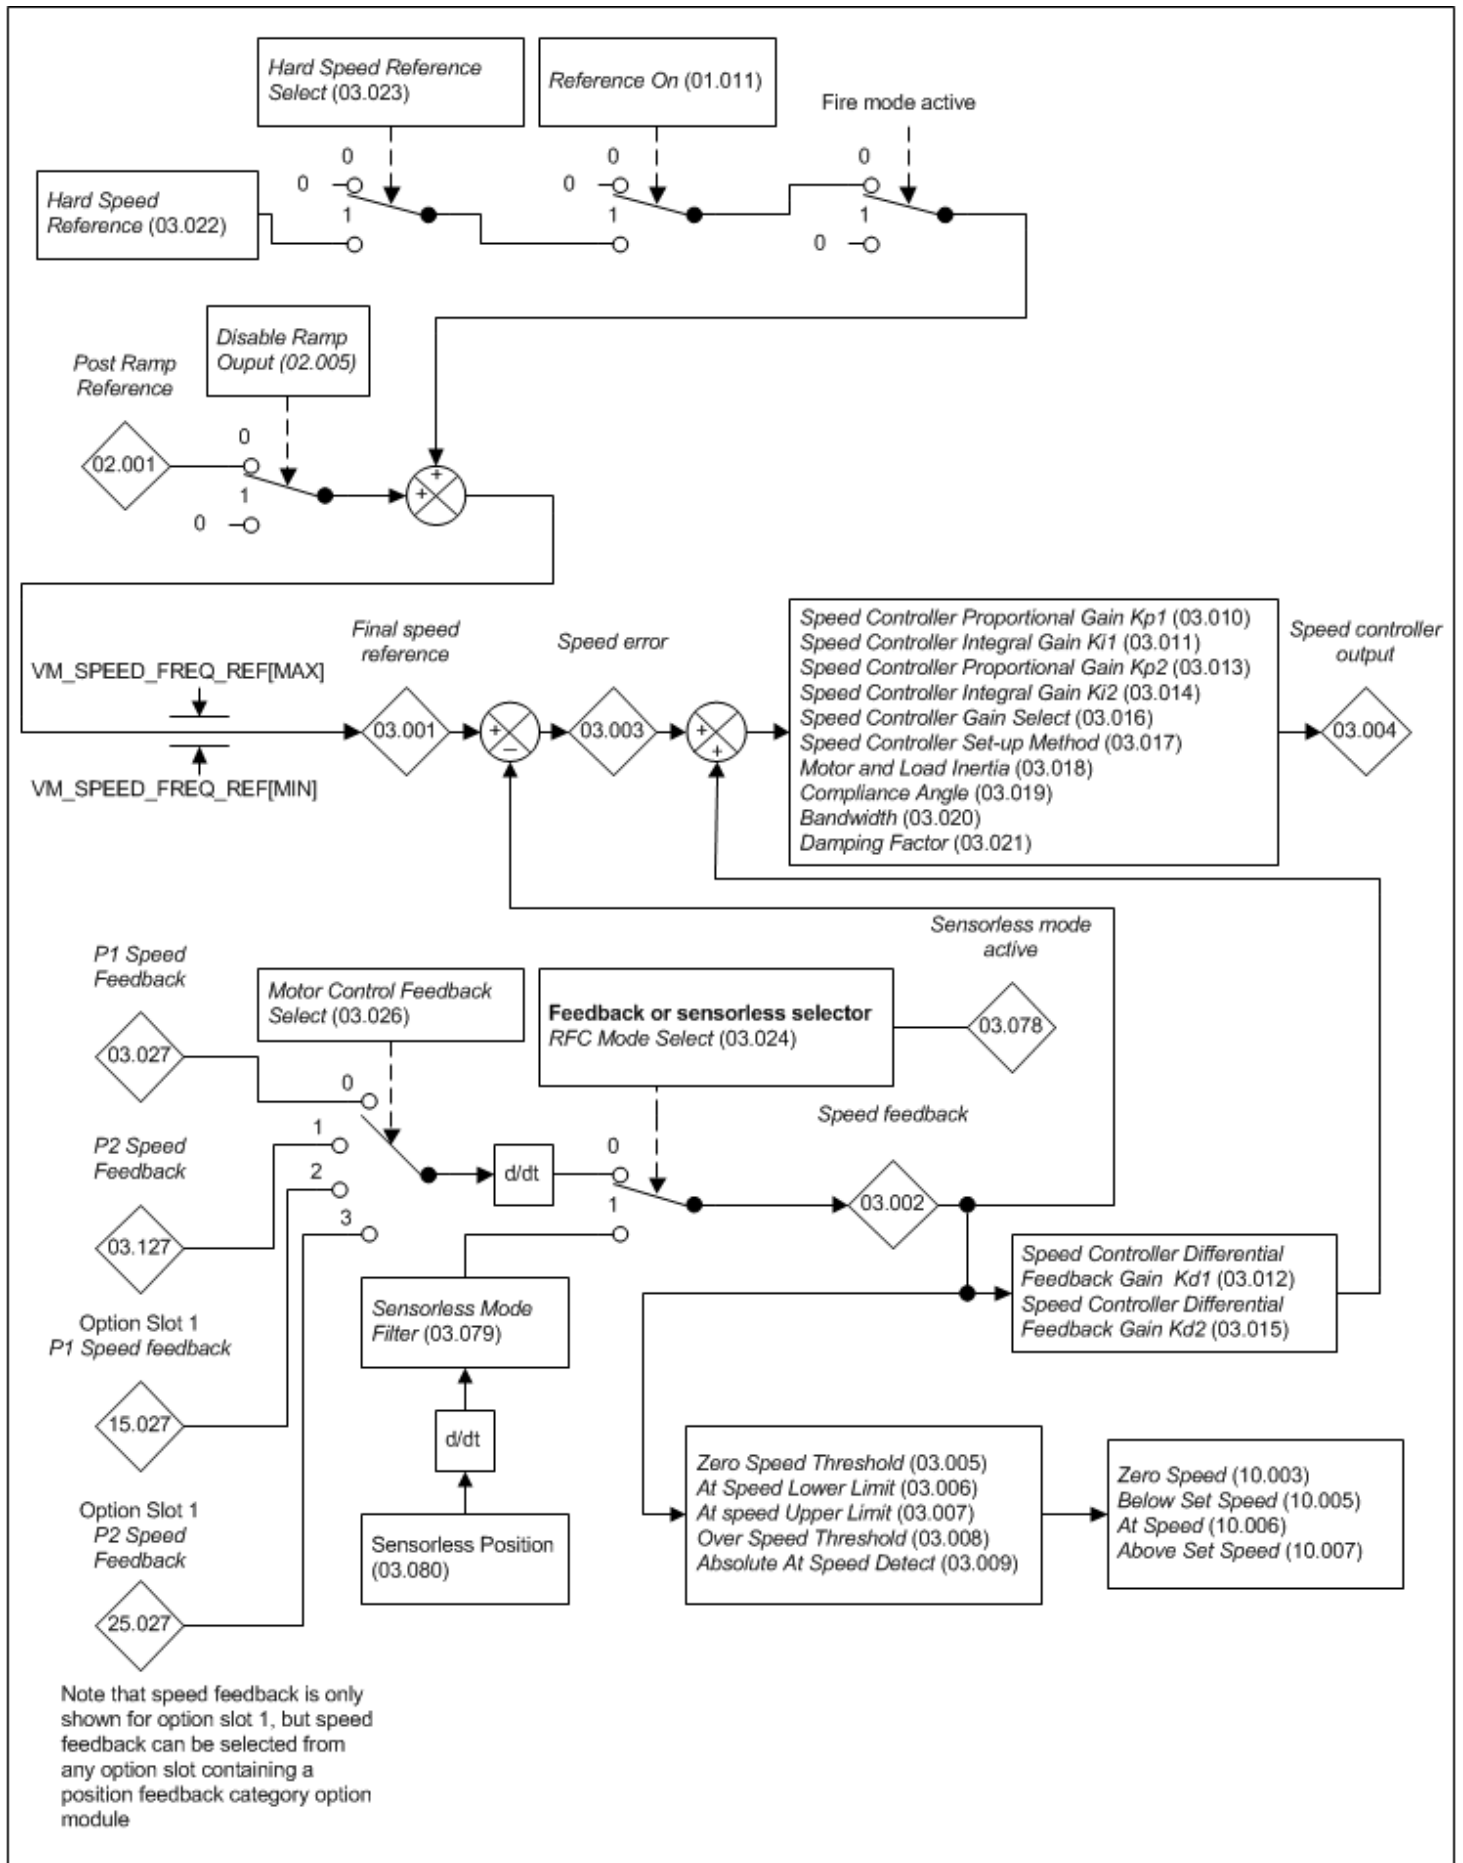 Hard Speed Reference
Select (03.023)
Reference On (01.011)
Fire mode active
0
0
0
0
0
Hard Speed
Reference (03.022)
1
1
1
0
Disable Ramp
Ouput (02.005)
Post Ramp
Reference
0
02.001
1
0
+
+
Final speed
reference
Speed error
VM_SPEED_FREQ_REF[MAX]
VM_SPEED_FREQ_REF[MIN]
03.001
+
−
03.003
+
+
Speed Controller Proportional Gain Kp1 (03.010)
Speed Controller Integral Gain Ki1 (03.011)
Speed Controller Proportional Gain Kp2 (03.013)
Speed Controller Integral Gain Ki2 (03.014)
Speed Controller Gain Select (03.016)
Speed Controller Set-up Method (03.017)
Motor and Load Inertia (03.018)
Compliance Angle (03.019)
Bandwidth (03.020)
Damping Factor (03.021)
Speed controller
output
03.004
P1 Speed
Feedback
03.027
Motor Control Feedback
Select (03.026)
Feedback or sensorless selector
RFC Mode Select (03.024)
Sensorless mode
active
03.078
0
1
2
3
P2 Speed
Feedback
03.127
d/dt
0
1
Speed feedback
03.002
Speed Controller Differential
Feedback Gain Kd1 (03.012)
Speed Controller Differential
Feedback Gain Kd2 (03.015)
Option Slot 1
P1 Speed feedback
15.027
Sensorless Mode
Filter (03.079)
d/dt
Sensorless Position
(03.080)
Option Slot 1
P2 Speed
Feedback
25.027
Zero Speed Threshold (03.005)
At Speed Lower Limit (03.006)
At speed Upper Limit (03.007)
Over Speed Threshold (03.008)
Absolute At Speed Detect (03.009)
Zero Speed (10.003)
Below Set Speed (10.005)
At Speed (10.006)
Above Set Speed (10.007)
Note that speed feedback is only
shown for option slot 1, but speed
feedback can be selected from
any option slot containing a
position feedback category option
module